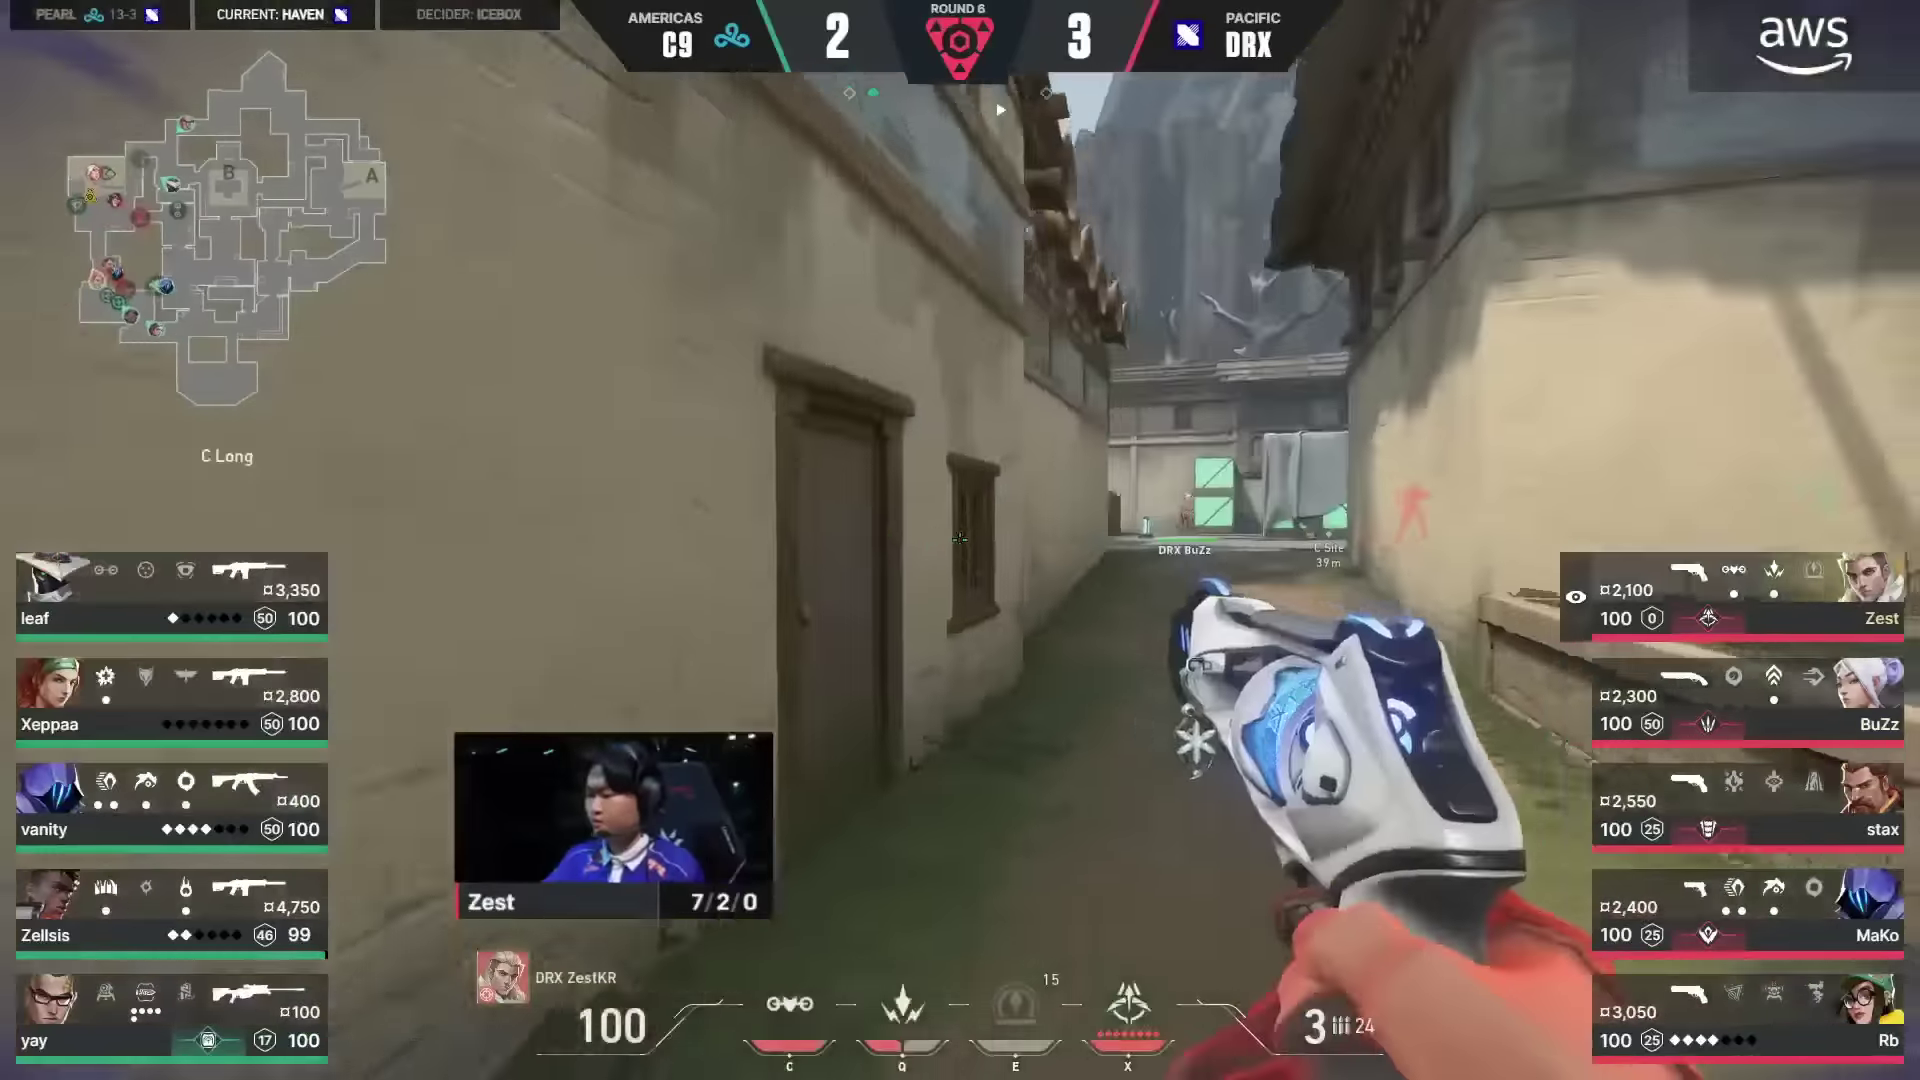 PEARL 13-3
CURRENT: HAVEN
DECIDER: ICEBOX
AMERICAS
C9
2
ROUND 6
3
PACIFIC
DRX
aws
B
A
C Long
DRX BuZz
C Site
39m
3,350
leaf
50 100
2,800
Xeppaa
50 100
400
vanity
50 100
4,750
Zellsis
46 99
100
yay
17 100
2,100
100 0
Zest
2,300
100 50
BuZz
2,550
100 25
stax
2,400
100 25
MaKo
3,050
100 25
Rb
Zest 7/2/0
DRX ZestKR
100
15
3 24
C Q E X